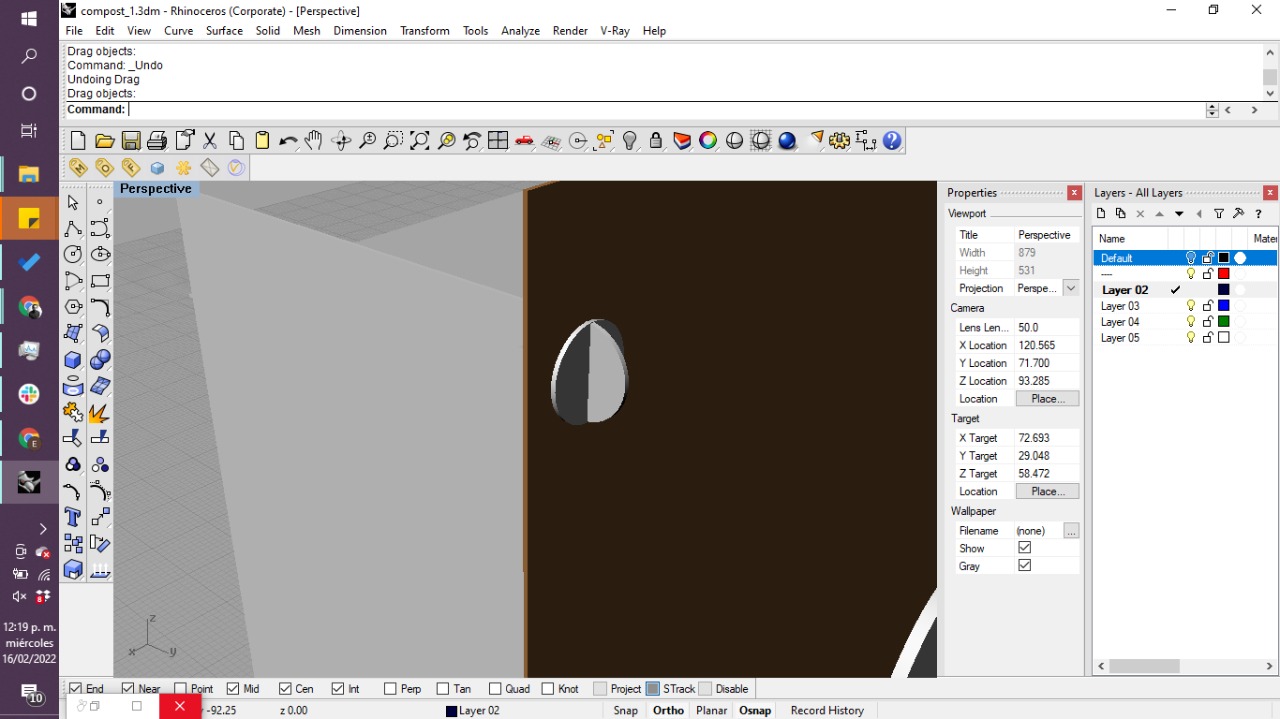 compost_1.3dm - Rhinoceros (Corporate) - [Perspective]
File Edit View Curve Surface Solid Mesh Dimension Transform Tools Analyze Render V-Ray Help
Drag objects:
Command: _Undo
Undoing Drag
Drag objects:
Command:
Perspective
z
x y
Properties
Viewport
Title Perspective
Width 879
Height 531
Projection Perspe...
Camera
Lens Len... 50.0
X Location 120.565
Y Location 71.700
Z Location 93.285
Location Place...
Target
X Target 72.693
Y Target 29.048
Z Target 58.472
Location Place...
Wallpaper
Filename (none) ...
Show
Gray
Layers - All Layers
Name Mater
Default
Layer 02
Layer 03
Layer 04
Layer 05
End Near Point Mid Cen Int Perp Tan Quad Knot Project STrack Disable
-92.25 z 0.00 Layer 02 Snap Ortho Planar Osnap Record History
12:19 p. m.
miércoles
16/02/2022
10